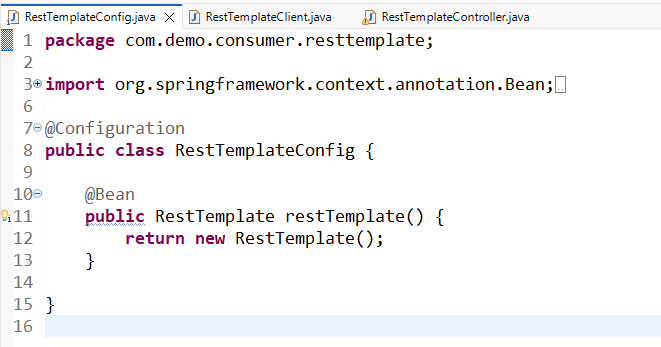 RestTemplateConfig.java RestTemplateClient.java RestTemplateController.java
1 package com.demo.consumer.resttemplate;
2
3 import org.springframework.context.annotation.Bean;
6
7 @Configuration
8 public class RestTemplateConfig {
9
10 @Bean
11 public RestTemplate restTemplate() {
12 return new RestTemplate();
13 }
14
15 }
16